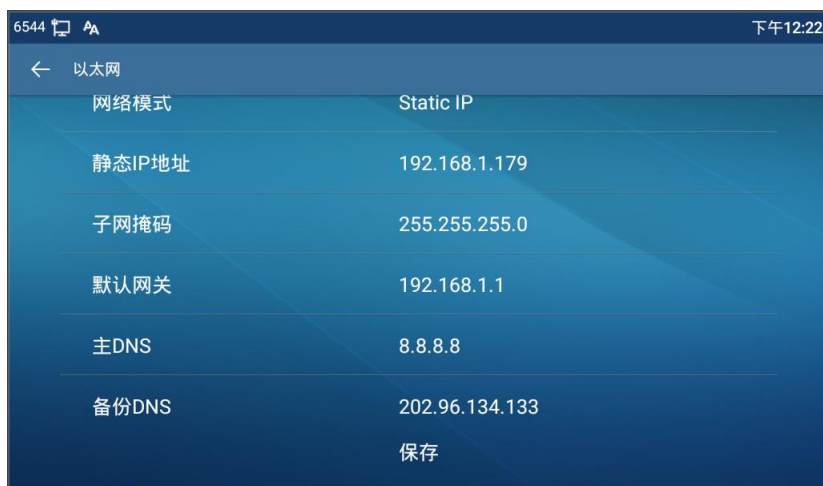 6544 AA 下午12:22
以太网
网络模式 Static IP
静态IP地址 192.168.1.179
子网掩码 255.255.255.0
默认网关 192.168.1.1
主DNS 8.8.8.8
备份DNS 202.96.134.133
保存